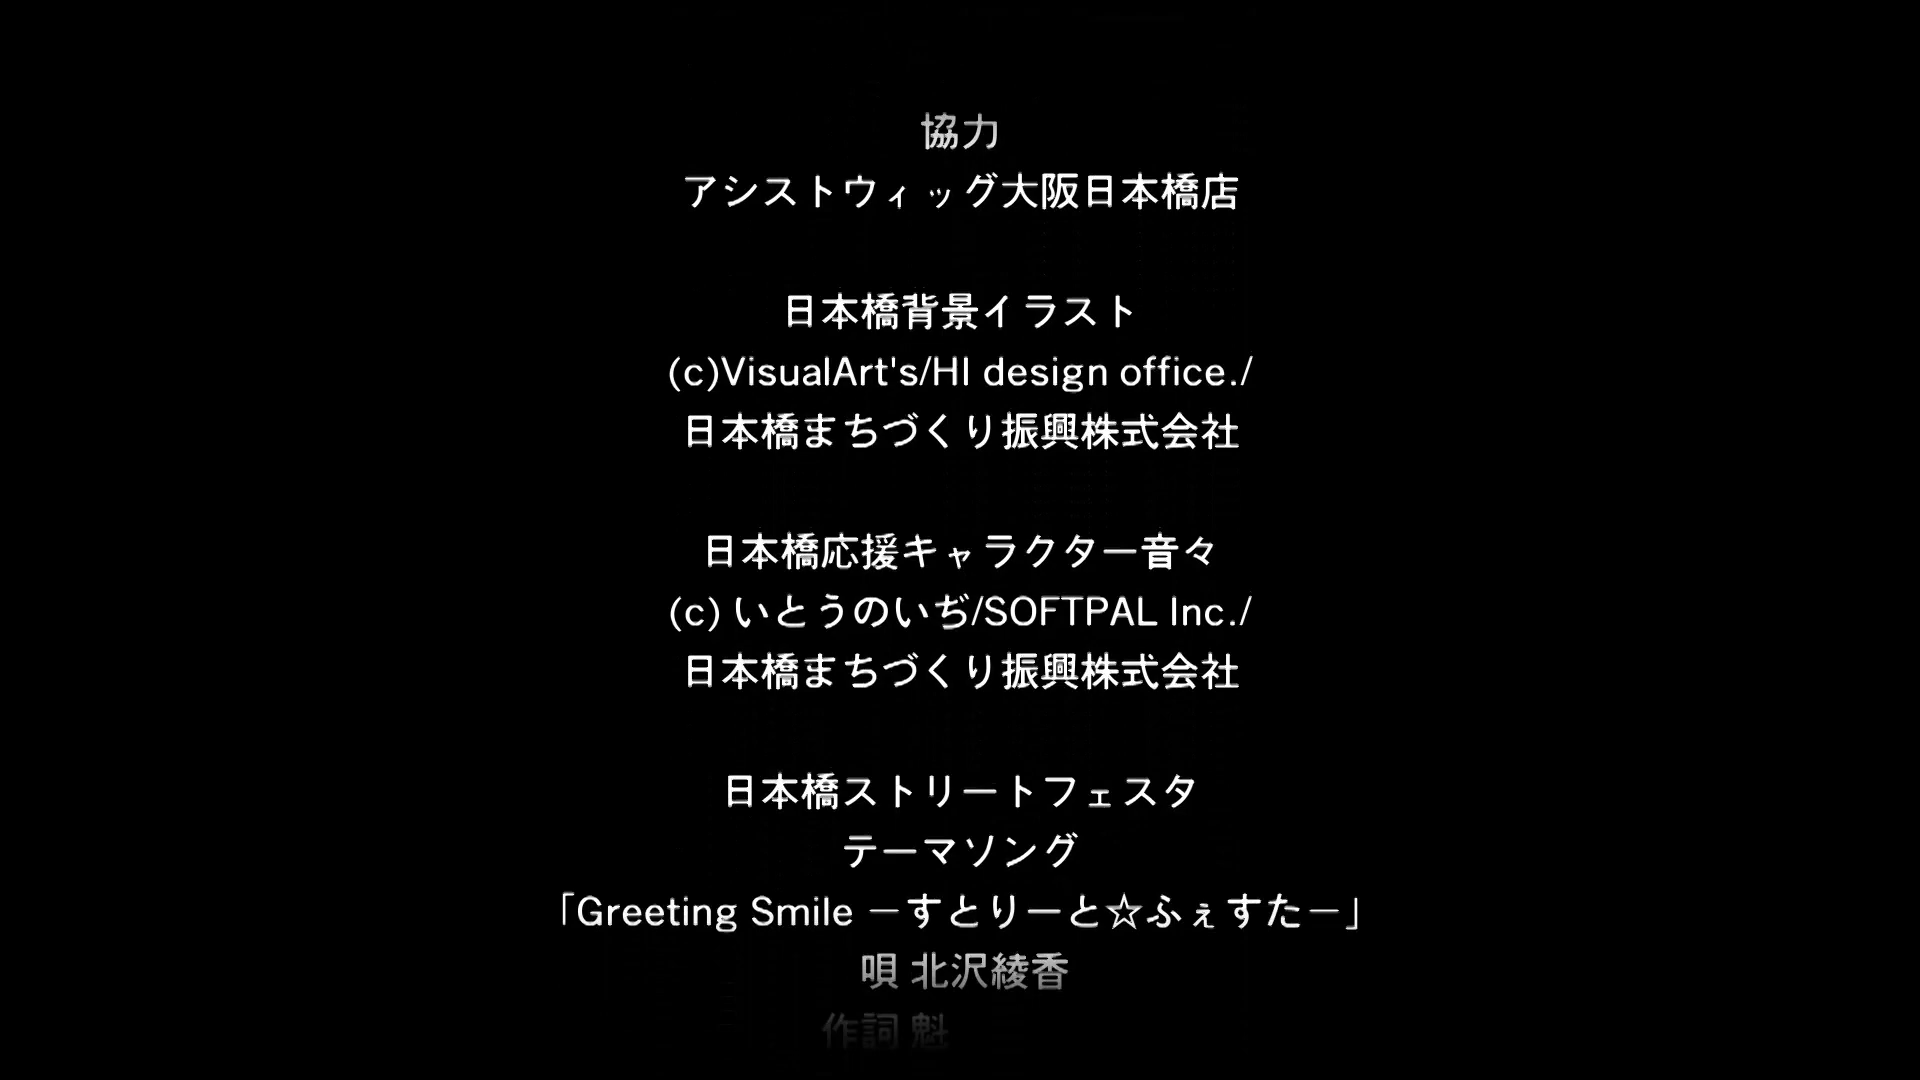 協力
アシストウィッグ大阪日本橋店
日本橋背景イラスト
(c)VisualArt's/HI design office./
日本橋まちづくり振興株式会社
日本橋応援キャラクター音々
(c) いとうのいぢ/SOFTPAL Inc./
日本橋まちづくり振興株式会社
日本橋ストリートフェスタ
テーマソング
「Greeting Smile －すとりーと☆ふぇすた－」
唄 北沢綾香
作詞 魁